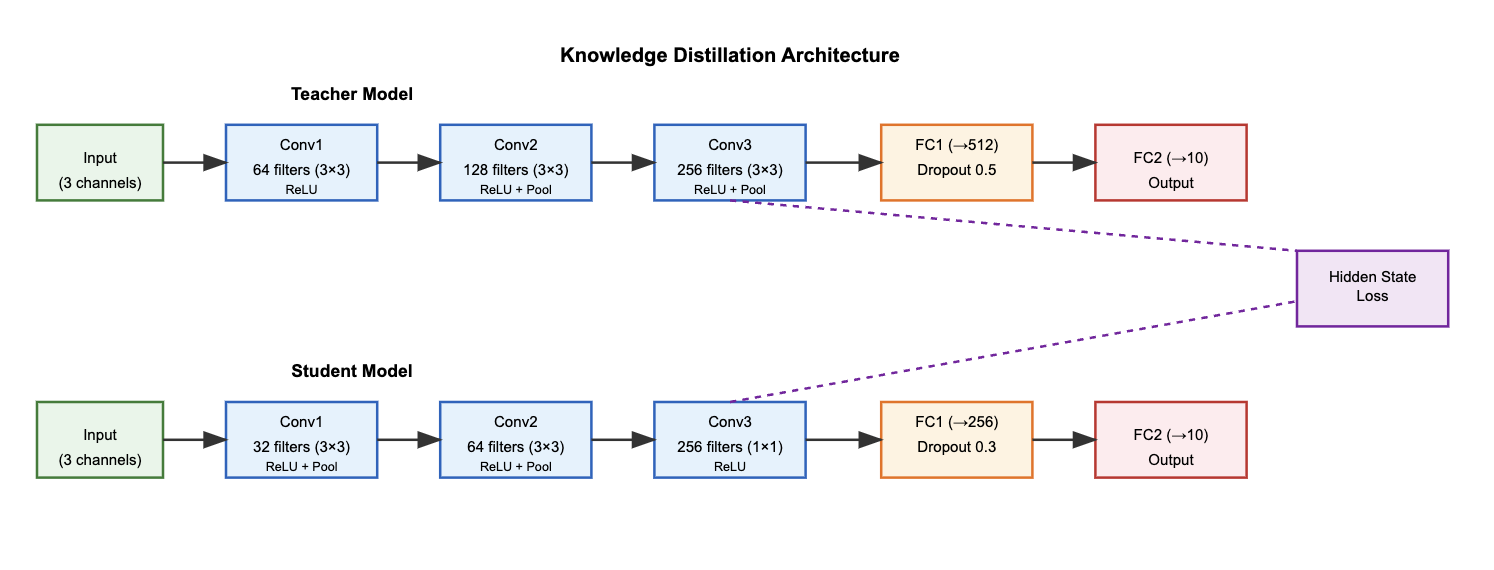 Knowledge Distillation Architecture
Teacher Model
Input
(3 channels)
Conv1
64 filters (3×3)
ReLU
Conv2
128 filters (3×3)
ReLU + Pool
Conv3
256 filters (3×3)
ReLU + Pool
FC1 (→512)
Dropout 0.5
FC2 (→10)
Output
Hidden State
Loss
Student Model
Input
(3 channels)
Conv1
32 filters (3×3)
ReLU + Pool
Conv2
64 filters (3×3)
ReLU + Pool
Conv3
256 filters (1×1)
ReLU
FC1 (→256)
Dropout 0.3
FC2 (→10)
Output